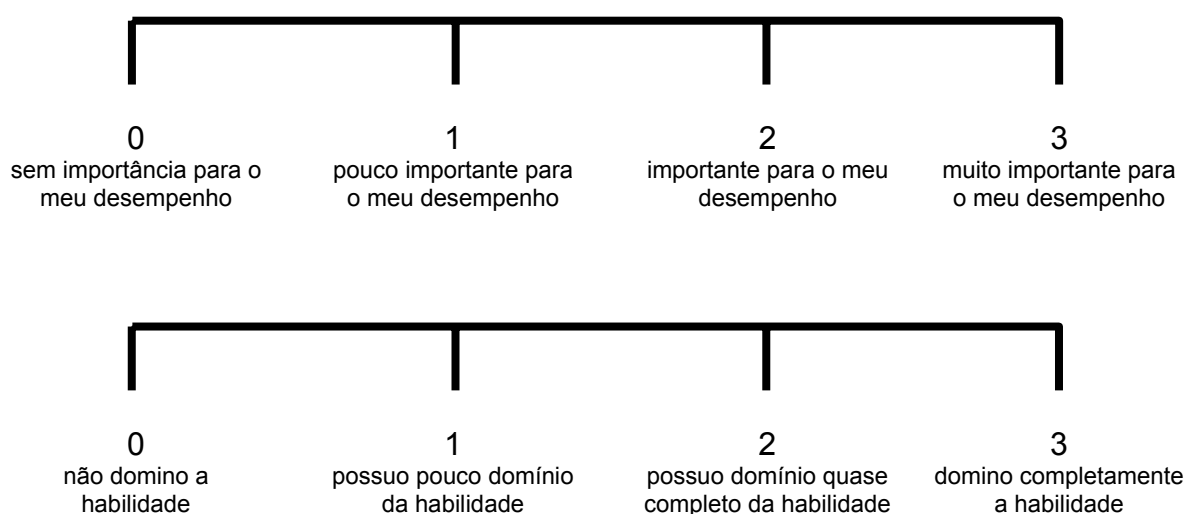 0 1 2 3
sem importância para o pouco importante para importante para o meu muito importante para
meu desempenho o meu desempenho desempenho o meu desempenho
0 1 2 3
não domino a possuo pouco domínio possuo domínio quase domino completamente
habilidade da habilidade completo da habilidade a habilidade